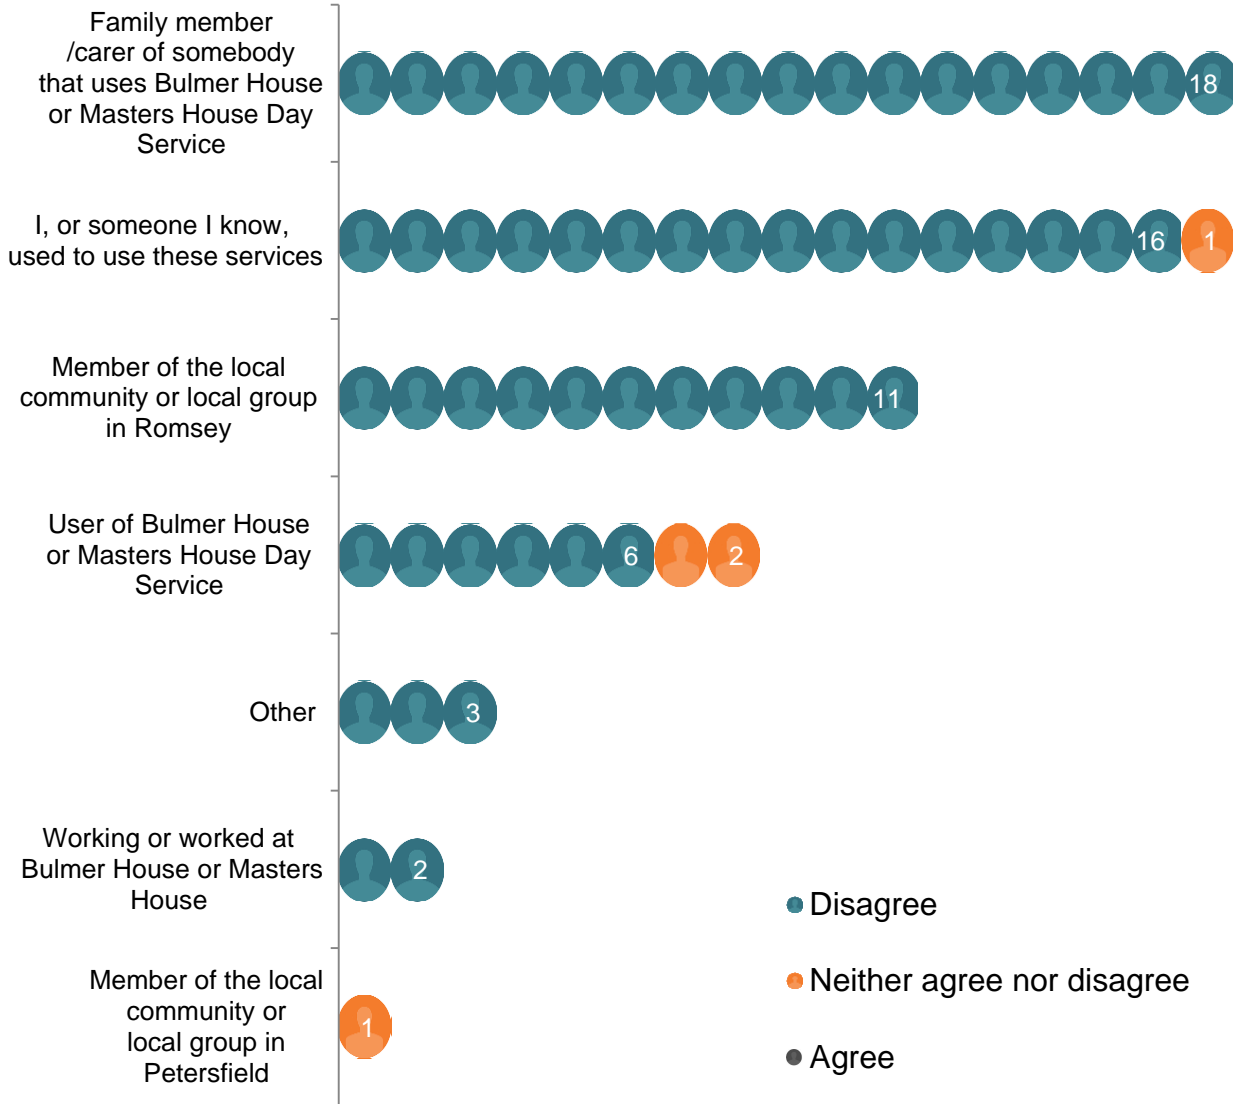 Family member
/carer of somebody
that uses Bulmer House
or Masters House Day
Service
18
I, or someone I know,
used to use these services
16 1
Member of the local
community or local group
in Romsey
11
User of Bulmer House
or Masters House Day
Service
6 2
Other
3
Working or worked at
Bulmer House or Masters
House
2
Member of the local
community or
local group in
Petersfield
1
Disagree
Neither agree nor disagree
Agree